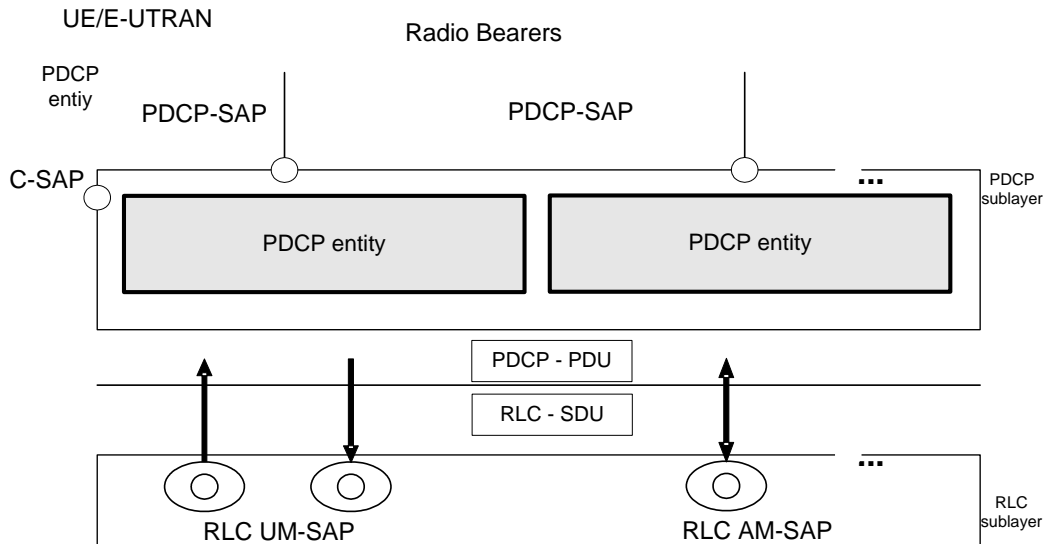 UE/E-UTRAN
Radio Bearers
PDCP
entiy
PDCP-SAP
PDCP-SAP
C-SAP
...
PDCP
sublayer
PDCP entity
PDCP entity
PDCP - PDU
RLC - SDU
...
RLC UM-SAP
RLC AM-SAP
RLC
sublayer